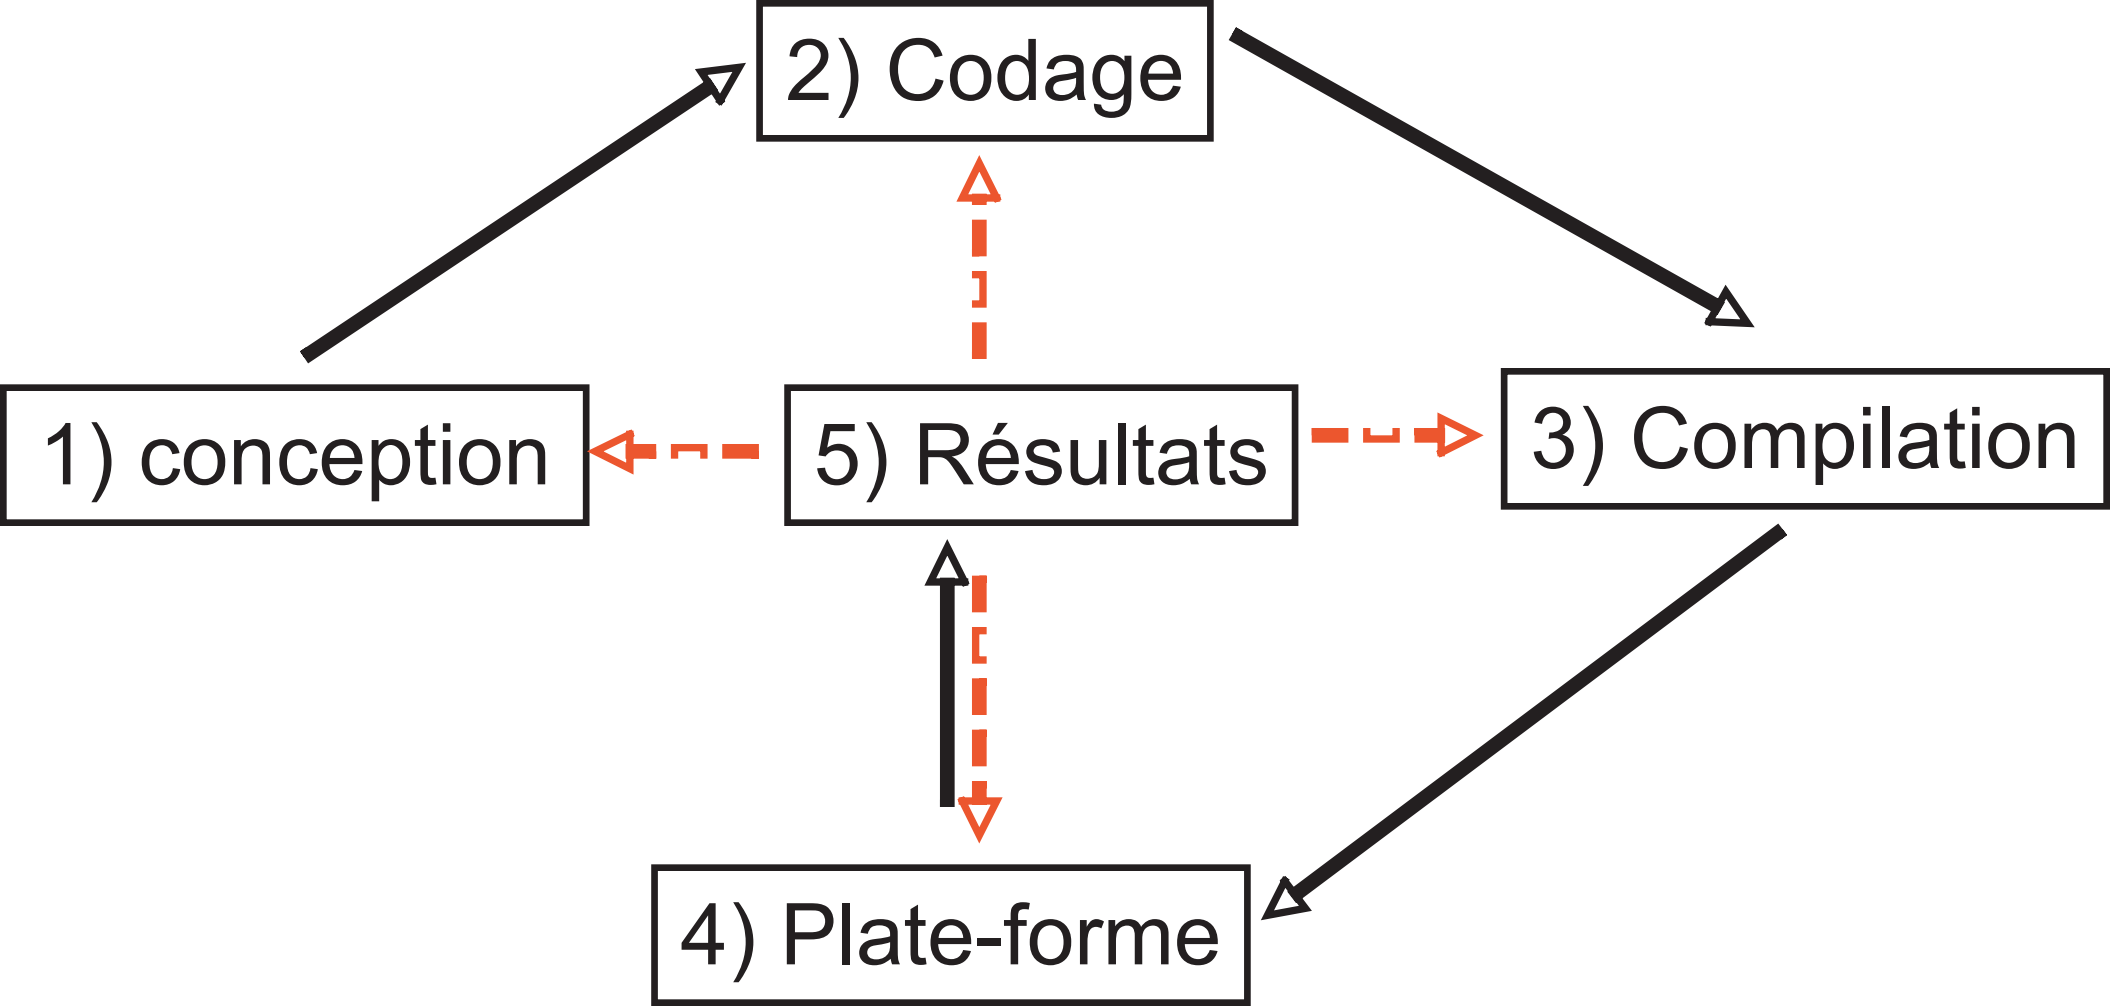 2) Codage
1) conception
5) Résultats
3) Compilation
4) Plate-forme